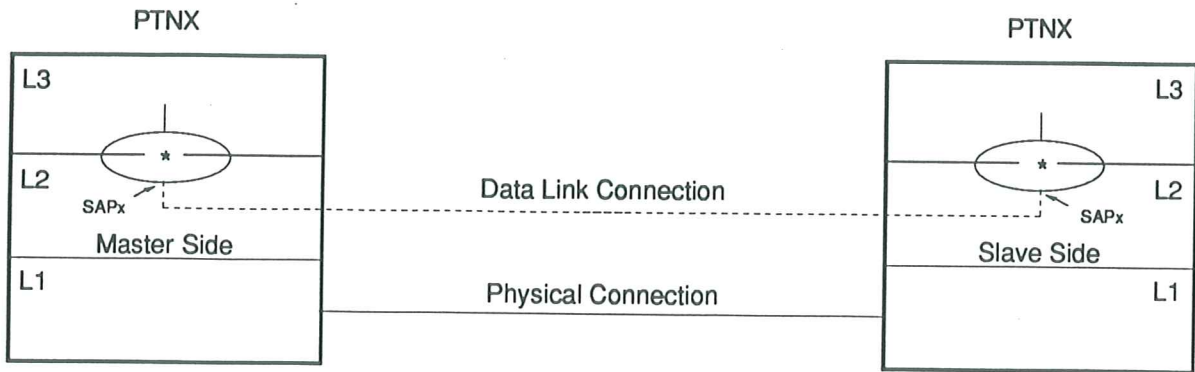 PTNX
PTNX
L3
L3
*
*
L2
Data Link Connection
L2
SAPx
SAPx
Master Side
Slave Side
L1
Physical Connection
L1